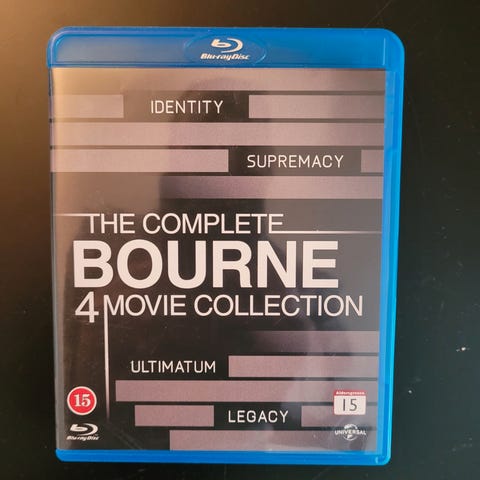 Blu-ray Disc
IDENTITY
SUPREMACY
THE COMPLETE
BOURNE
4 MOVIE COLLECTION
ULTIMATUM
LEGACY
15
Blu-ray Disc
Aldersgrense
15
UNIVERSAL